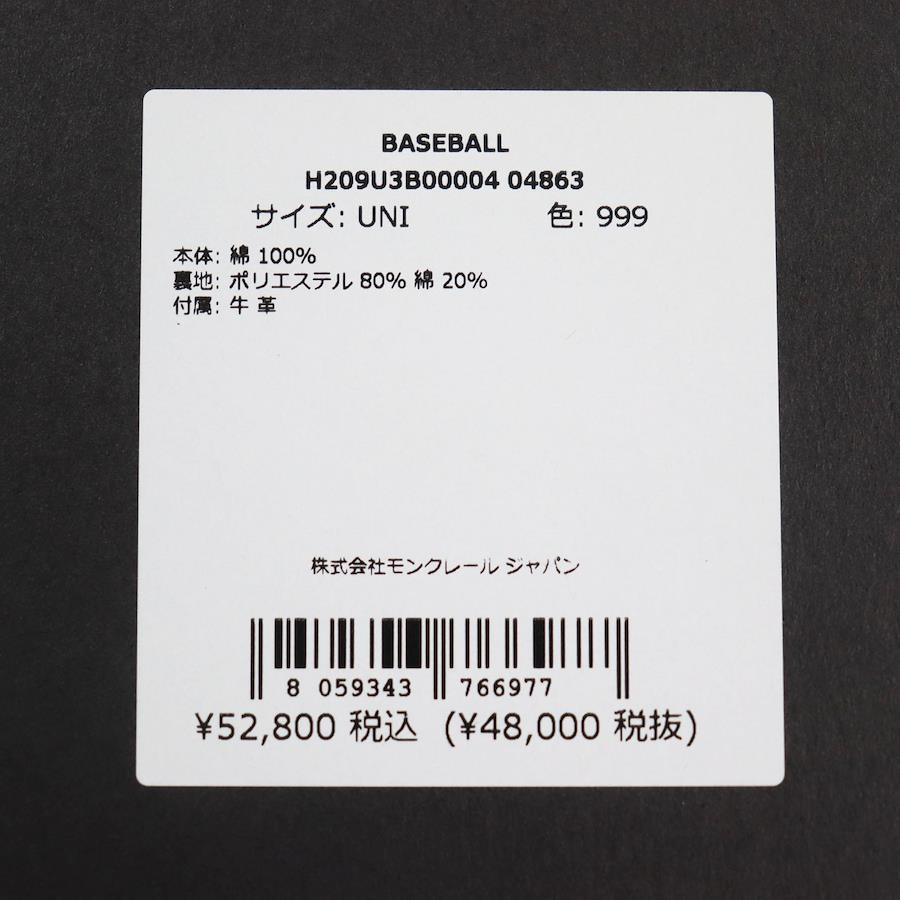 BASEBALL
H209U3B00004 04863
サイズ: UNI 色: 999
本体: 綿 100%
裏地: ポリエステル 80% 綿 20%
付属: 牛 革
株式会社モンクレール ジャパン
8 059343 766977
¥52,800 税込 (¥48,000 税抜)